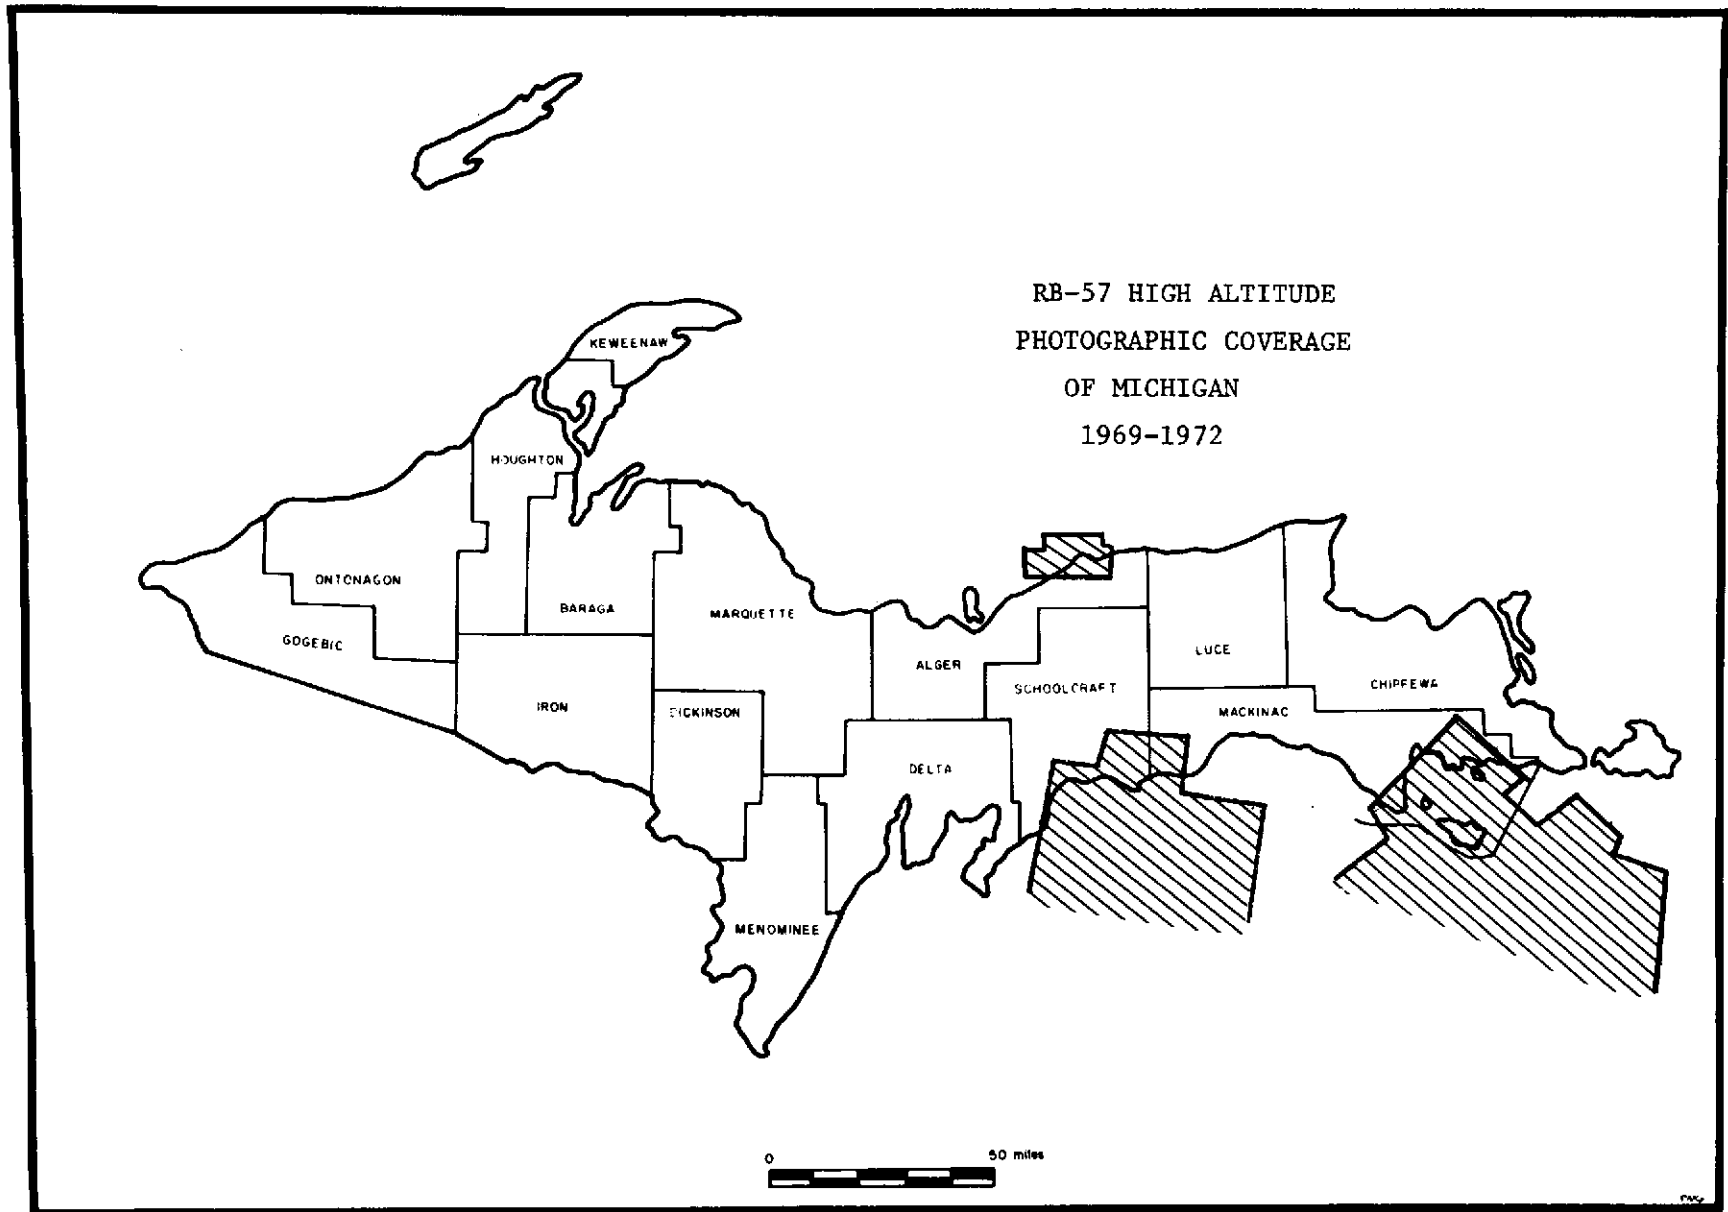 RB-57 HIGH ALTITUDE
PHOTOGRAPHIC COVERAGE
OF MICHIGAN
1969-1972
KEWEENAW
HOUGHTON
ONTONAGON
BARAGA
MARQUETTE
GOGEBIC
ALGER
LUCE
SCHOOLCRAFT
CHIPPEWA
IRON
DICKINSON
MACKINAC
DELTA
MENOMINEE
0 50 miles